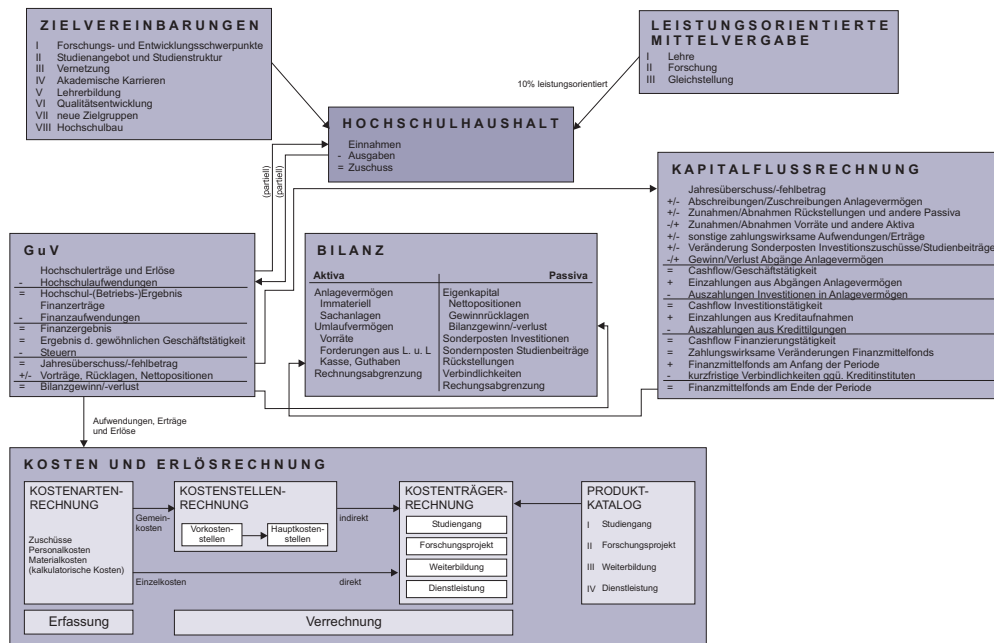 ZIELVEREINBARUNGEN
I Forschungs- und Entwicklungsschwerpunkte
II Studienangebot und Studienstruktur
III Vernetzung
IV Akademische Karrieren
V Lehrerbildung
VI Qualitätsentwicklung
VII neue Zielgruppen
VIII Hochschulbau
LEISTUNGSORIENTIERTE
MITTELVERGABE
I Lehre
II Forschung
III Gleichstellung
10% leistungsorientiert
HOCHSCHULHAUSHALT
Einnahmen
- Ausgaben
= Zuschuss
(partiell)
(partiell)
KAPITALFLUSSRECHNUNG
Jahresüberschuss/-fehlbetrag
+/- Abschreibungen/Zuschreibungen Anlagevermögen
+/- Zunahmen/Abnahmen Rückstellungen und andere Passiva
-/+ Zunahmen/Abnahmen Vorräte und andere Aktiva
+/- sonstige zahlungswirksame Aufwendungen/Erträge
+/- Veränderung Sonderposten Investitionszuschüsse/Studienbeiträge
-/+ Gewinn/Verlust Abgänge Anlagevermögen
= Cashflow/Geschäftstätigkeit
+ Einzahlungen aus Abgängen Anlagevermögen
- Auszahlungen Investitionen in Anlagevermögen
= Cashflow Investitionstätigkeit
+ Einzahlungen aus Kreditaufnahmen
- Auszahlungen aus Kredittilgungen
= Cashflow Finanzierungstätigkeit
= Zahlungswirksame Veränderungen Finanzmittelfonds
+ Finanzmittelfonds am Anfang der Periode
- kurzfristige Verbindlichkeiten ggü. Kreditinstituten
= Finanzmittelfonds am Ende der Periode
GuV
Hochschulerträge und Erlöse
- Hochschulaufwendungen
= Hochschul-(Betriebs-)Ergebnis
Finanzerträge
- Finanzaufwendungen
= Finanzergebnis
= Ergebnis d. gewöhnlichen Geschäftstätigkeit
- Steuern
= Jahresüberschuss/-fehlbetrag
+/- Vorträge, Rücklagen, Nettopositionen
= Bilanzgewinn/-verlust
BILANZ
Aktiva
Anlagevermögen
Immateriell
Sachanlagen
Umlaufvermögen
Vorräte
Forderungen aus L. u. L
Kasse, Guthaben
Rechnungsabgrenzung
Passiva
Eigenkapital
Nettopositionen
Gewinnrücklagen
Bilanzgewinn/-verlust
Sonderposten Investitionen
Sondernposten Studienbeiträge
Rückstellungen
Verbindlichkeiten
Rechungsabgrenzung
Aufwendungen, Erträge
und Erlöse
KOSTEN UND ERLÖSRECHNUNG
KOSTENARTEN-
RECHNUNG
Zuschüsse
Personalkosten
Materialkosten
(kalkulatorische Kosten)
Gemein-
kosten
Einzelkosten
KOSTENSTELLEN-
RECHNUNG
Vorkosten-
stellen
Hauptkosten-
stellen
indirekt
direkt
KOSTENTRÄGER-
RECHNUNG
Studiengang
Forschungsprojekt
Weiterbildung
Dienstleistung
PRODUKT-
KATALOG
I Studiengang
II Forschungsprojekt
III Weiterbildung
IV Dienstleistung
Erfassung
Verrechnung